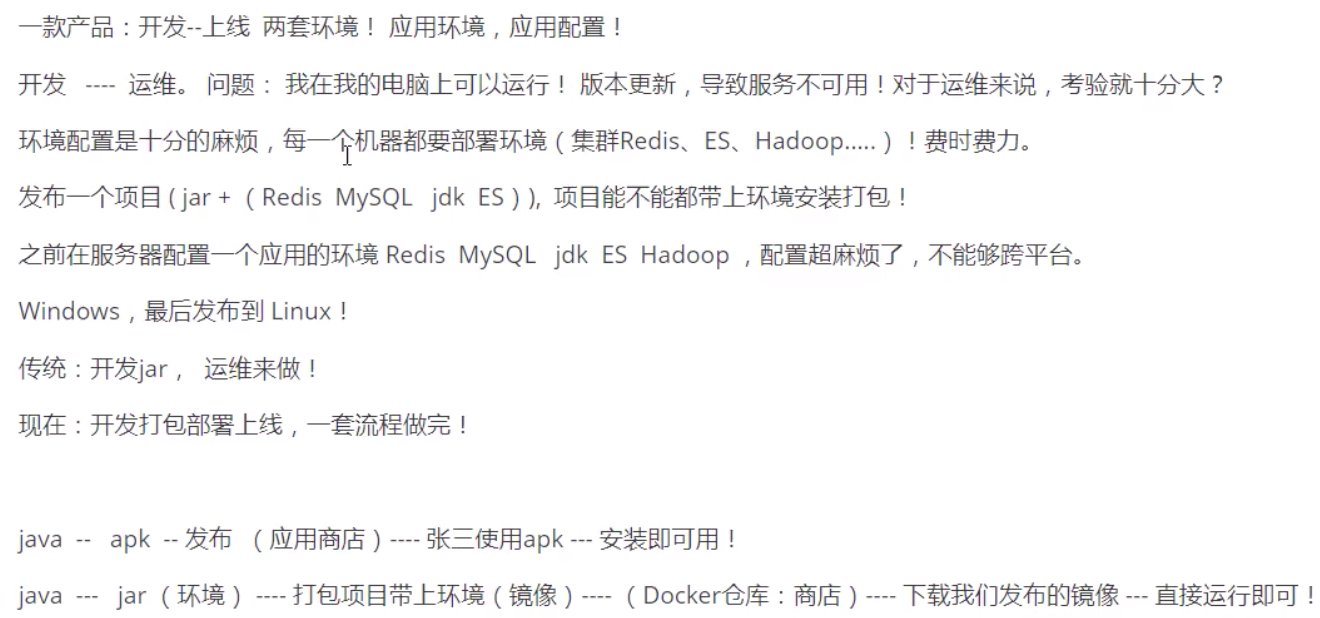 一款产品：开发--上线 两套环境！ 应用环境，应用配置！
开发 ---- 运维。 问题： 我在我的电脑上可以运行！ 版本更新，导致服务不可用！对于运维来说，考验就十分大？
环境配置是十分的麻烦，每一个机器都要部署环境（集群Redis、ES、Hadoop.....）！费时费力。
发布一个项目 ( jar + （ Redis MySQL jdk ES ) ), 项目能不能都带上环境安装打包！
之前在服务器配置一个应用的环境 Redis MySQL jdk ES Hadoop ，配置超麻烦了，不能够跨平台。
Windows，最后发布到 Linux！
传统：开发jar， 运维来做！
现在：开发打包部署上线，一套流程做完！
java -- apk -- 发布 （应用商店）---- 张三使用apk --- 安装即可用！
java --- jar（环境） ---- 打包项目带上环境（镜像）---- （Docker仓库：商店）---- 下载我们发布的镜像 --- 直接运行即可！